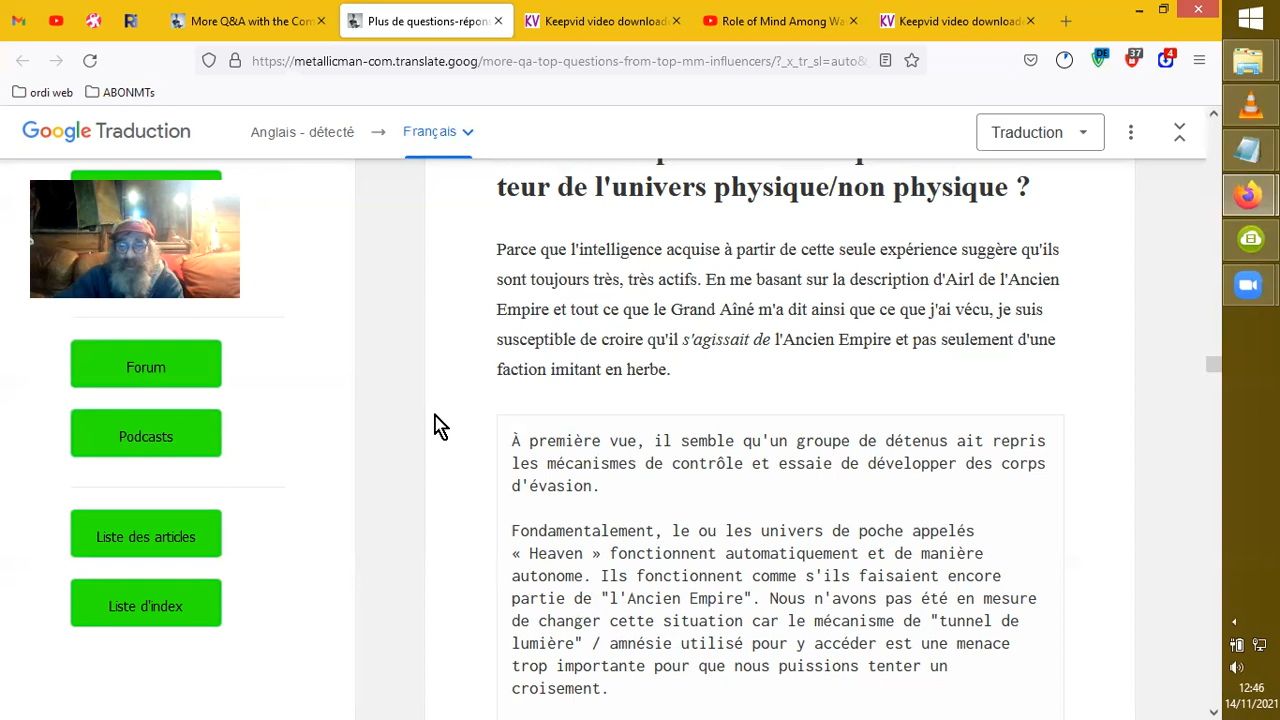 More Q&A with the Com
Plus de questions-répons
Keepvid video download
Role of Mind Among Wa
Keepvid video download
https://metallicman-com.translate.goog/more-qanda-questions-from-top-mm-influencers/?_x_tr_sl=auto&
DE
37
4
ordi web
ABONMTs
Google Traduction
Anglais - détecté
Français
Traduction
teur de l'univers physique/non physique ?
Parce que l'intelligence acquise à partir de cette seule expérience suggère qu'ils
sont toujours très, très actifs. En me basant sur la description d'Airl de l'Ancien
Empire et tout ce que le Grand Aîné m'a dit ainsi que ce que j'ai vécu, je suis
susceptible de croire qu'il s'agissait de l'Ancien Empire et pas seulement d'une
faction imitant en herbe.
À première vue, il semble qu'un groupe de détenus ait repris
les mécanismes de contrôle et essaie de développer des corps
d'évasion.
Fondamentalement, le ou les univers de poche appelés
« Heaven » fonctionnent automatiquement et de manière
autonome. Ils fonctionnent comme s'ils faisaient encore
partie de "l'Ancien Empire". Nous n'avons pas été en mesure
de changer cette situation car le mécanisme de "tunnel de
lumière" / amnésie utilisé pour y accéder est une menace
trop importante pour que nous puissions tenter un
croisement.
Forum
Podcasts
Liste des articles
Liste d'index
12:46
14/11/2021